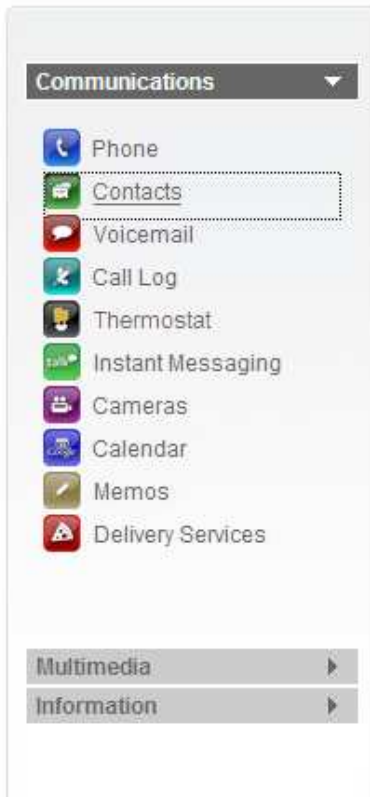 Communications
Phone
Contacts
Voicemail
Call Log
Thermostat
Instant Messaging
Cameras
Calendar
Memos
Delivery Services
Multimedia
Information